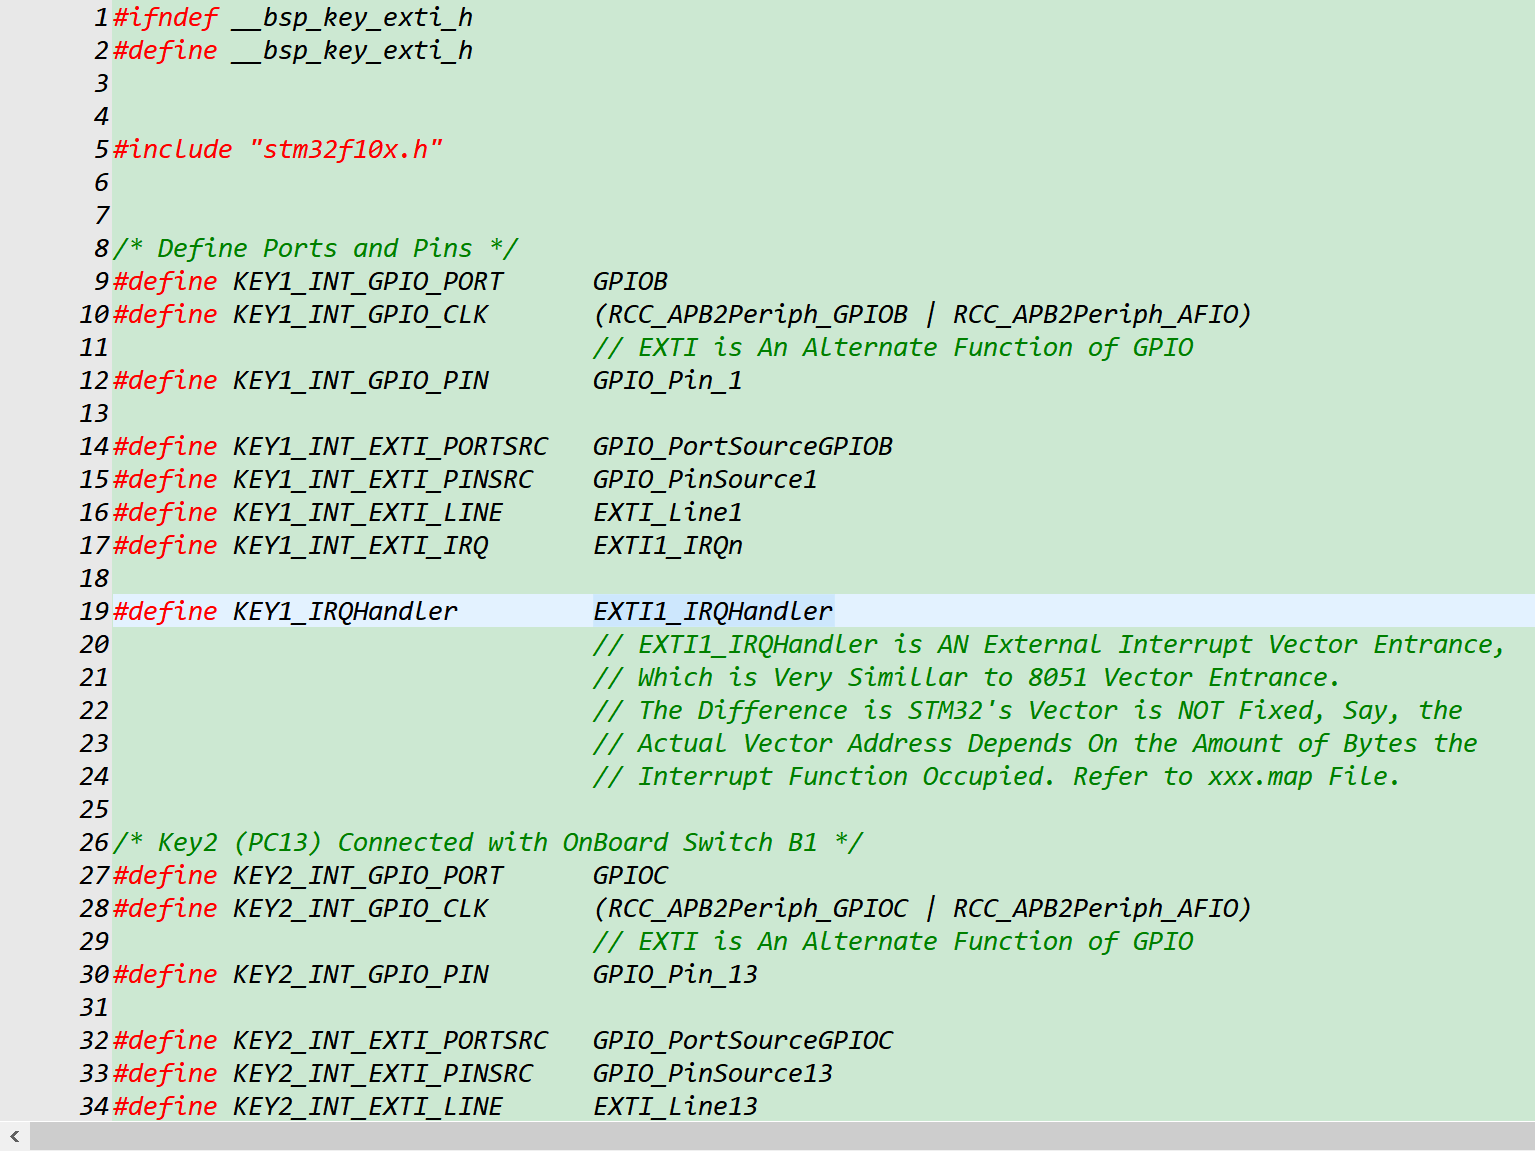 1 #ifndef __bsp_key_exti_h
2 #define __bsp_key_exti_h
3
4
5 #include "stm32f10x.h"
6
7
8 /* Define Ports and Pins */
9 #define KEY1_INT_GPIO_PORT      GPIOB
10 #define KEY1_INT_GPIO_CLK       (RCC_APB2Periph_GPIOB | RCC_APB2Periph_AFIO)
11                                 // EXTI is An Alternate Function of GPIO
12 #define KEY1_INT_GPIO_PIN       GPIO_Pin_1
13
14 #define KEY1_INT_EXTI_PORTSRC   GPIO_PortSourceGPIOB
15 #define KEY1_INT_EXTI_PINSRC    GPIO_PinSource1
16 #define KEY1_INT_EXTI_LINE      EXTI_Line1
17 #define KEY1_INT_EXTI_IRQ       EXTI1_IRQn
18
19 #define KEY1_IRQHandler         EXTI1_IRQHandler
20                                 // EXTI1_IRQHandler is AN External Interrupt Vector Entrance,
21                                 // Which is Very Simillar to 8051 Vector Entrance.
22                                 // The Difference is STM32's Vector is NOT Fixed, Say, the
23                                 // Actual Vector Address Depends On the Amount of Bytes the
24                                 // Interrupt Function Occupied. Refer to xxx.map File.
25
26 /* Key2 (PC13) Connected with OnBoard Switch B1 */
27 #define KEY2_INT_GPIO_PORT      GPIOC
28 #define KEY2_INT_GPIO_CLK       (RCC_APB2Periph_GPIOC | RCC_APB2Periph_AFIO)
29                                 // EXTI is An Alternate Function of GPIO
30 #define KEY2_INT_GPIO_PIN       GPIO_Pin_13
31
32 #define KEY2_INT_EXTI_PORTSRC   GPIO_PortSourceGPIOC
33 #define KEY2_INT_EXTI_PINSRC    GPIO_PinSource13
34 #define KEY2_INT_EXTI_LINE      EXTI_Line13